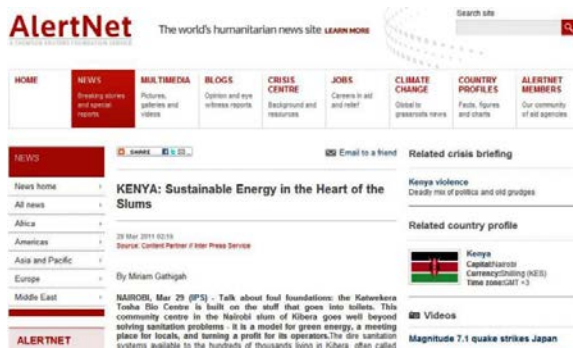 AlertNet
A THOMSON REUTERS FOUNDATION SERVICE
The world's humanitarian news site LEARN MORE
Search site
HOME
NEWS
Breaking stories
and special
reports
MULTIMEDIA
Pictures,
galleries and
videos
BLOGS
Opinion and eye
witness reports
CRISIS
CENTRE
Background and
resources
JOBS
Careers in aid
and relief
CLIMATE
CHANGE
Global to
grassroots news
COUNTRY
PROFILES
Facts, figures
and charts
ALERTNET
MEMBERS
Our community
of aid agencies
NEWS
News home
All news
Africa
Americas
Asia and Pacific
Europe
Middle East
ALERTNET
SHARE
Email to a friend
KENYA: Sustainable Energy in the Heart of the
Slums
Source: Content Partner // Inter Press Service
By Miriam Gathigah
NAIROBI, Mar 29 (IPS) - Talk about foul foundations: the Katwekera
Tosha Bio Centre is built on the stuff that goes into toilets. This
community centre in the Nairobi slum of Kibera goes well beyond
solving sanitation problems - it is a model for green energy, a meeting
place for locals, and turning a profit for its operators.The dire sanitation
systems available to the hundreds of thousands living in Kibera, often called
Related crisis briefing
Kenya violence
Deadly mix of politics and old grudges
Related country profile
Kenya
Capital:Nairobi
Currency:Shilling (KES)
Time zone:GMT +3
Videos
Magnitude 7.1 quake strikes Japan